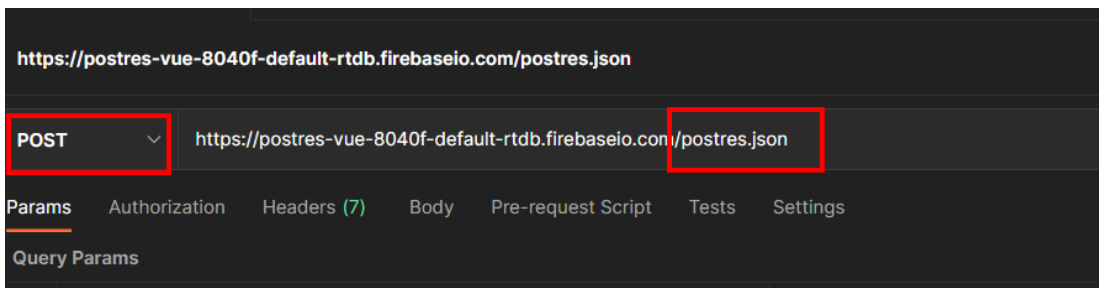 https://postres-vue-8040f-default-rtdb.firebaseio.com/postres.json
POST https://postres-vue-8040f-default-rtdb.firebaseio.com/postres.json
Params Authorization Headers (7) Body Pre-request Script Tests Settings
Query Params